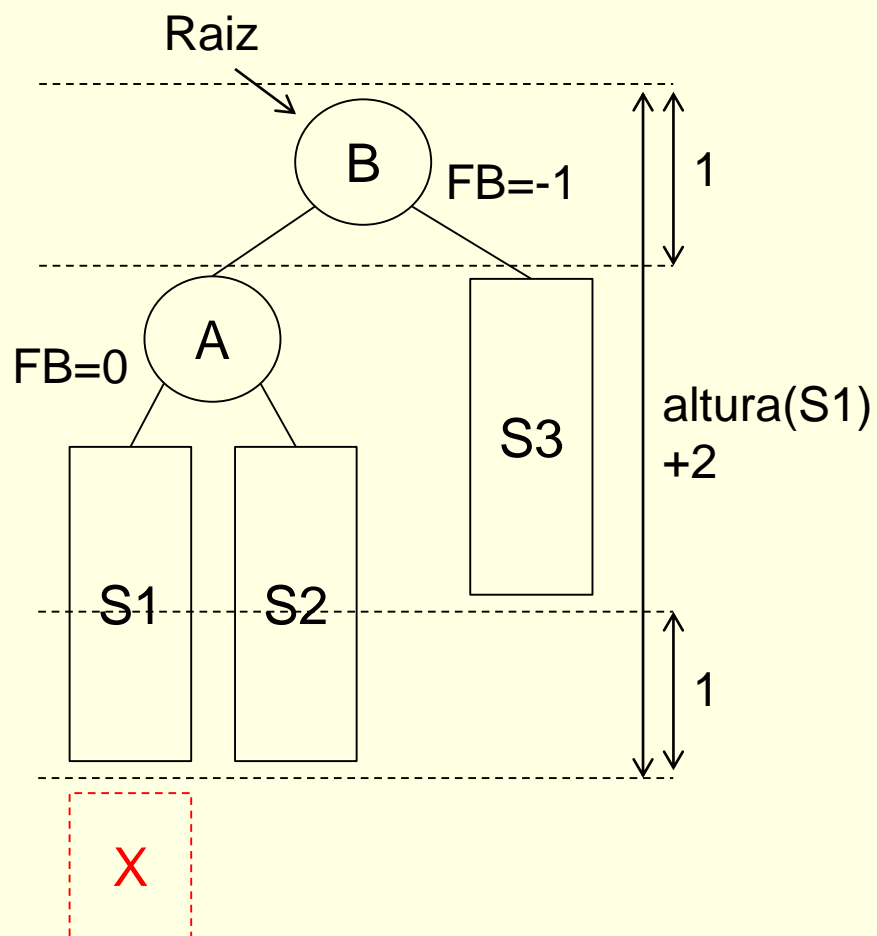 Raiz
B
FB=-1
1
A
FB=0
S3
altura(S1)
+2
S1
S2
1
X